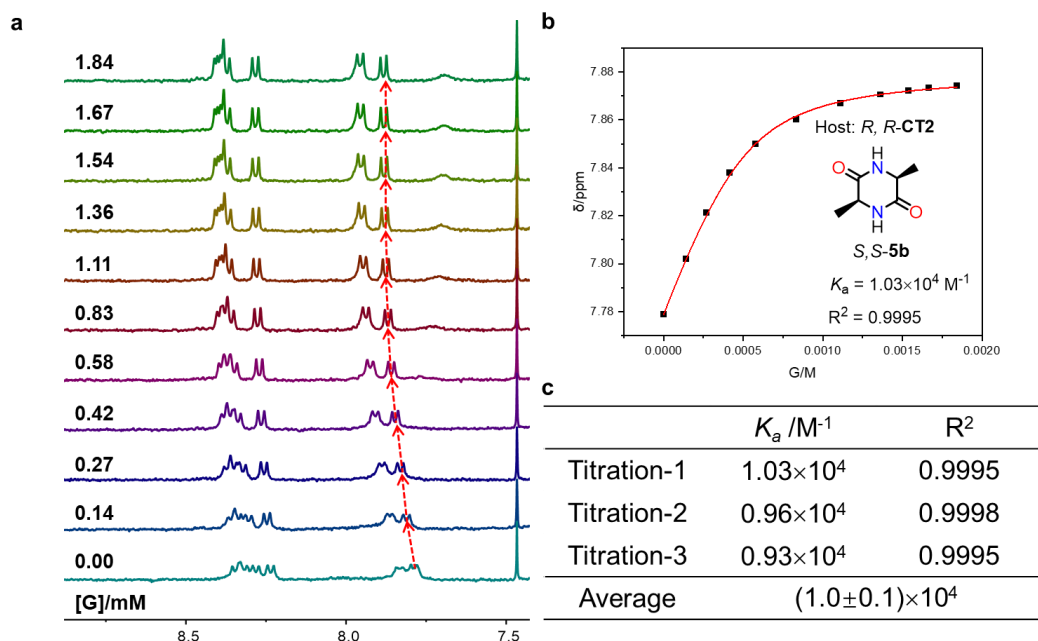 a
1.84
1.67
1.54
1.36
1.11
0.83
0.58
0.42
0.27
0.14
0.00
[G]/mM
8.5
8.0
7.5
b
7.88
7.86
7.84
7.82
7.80
7.78
δ/ppm
0.0000
0.0005
0.0010
0.0015
0.0020
G/M
Host: R, R-CT2
H
O
N
N
O
H
S,S-5b
Ka = 1.03×10⁴ M⁻¹
R² = 0.9995
c
Ka /M⁻¹ R²
Titration-1 1.03×10⁴ 0.9995
Titration-2 0.96×10⁴ 0.9998
Titration-3 0.93×10⁴ 0.9995
Average (1.0±0.1)×10⁴